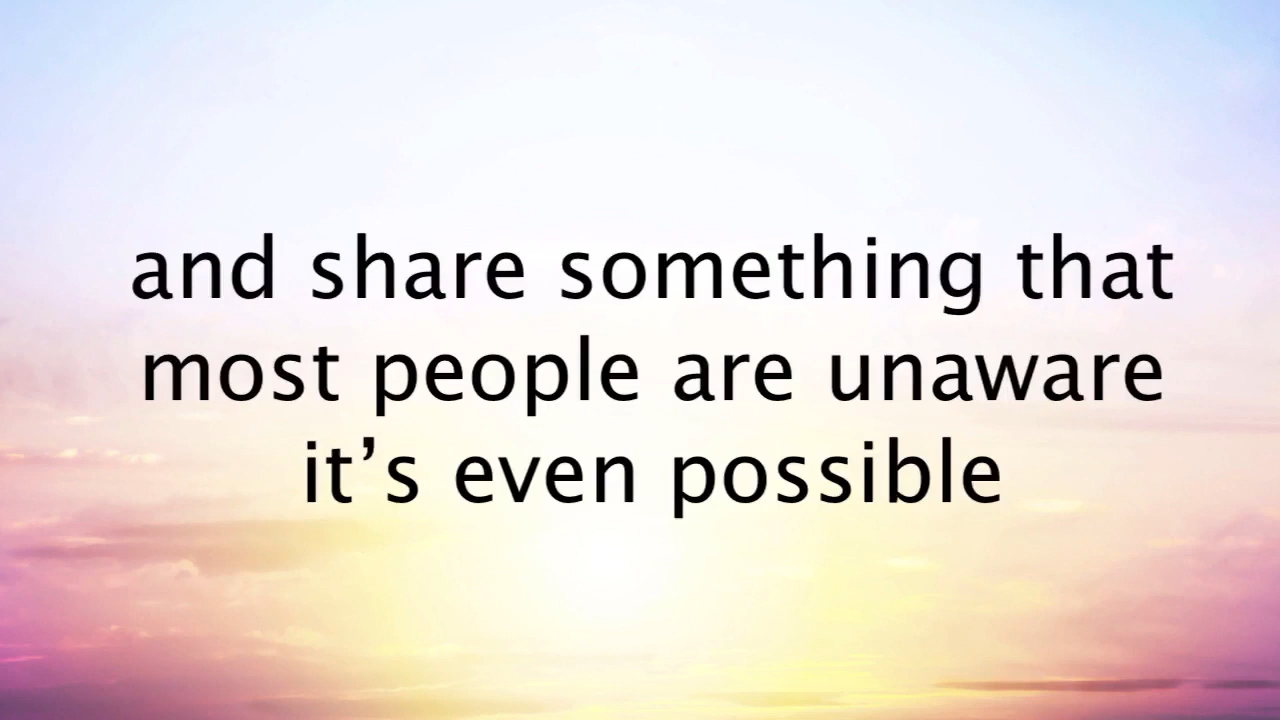 and share something that
most people are unaware
it’s even possible